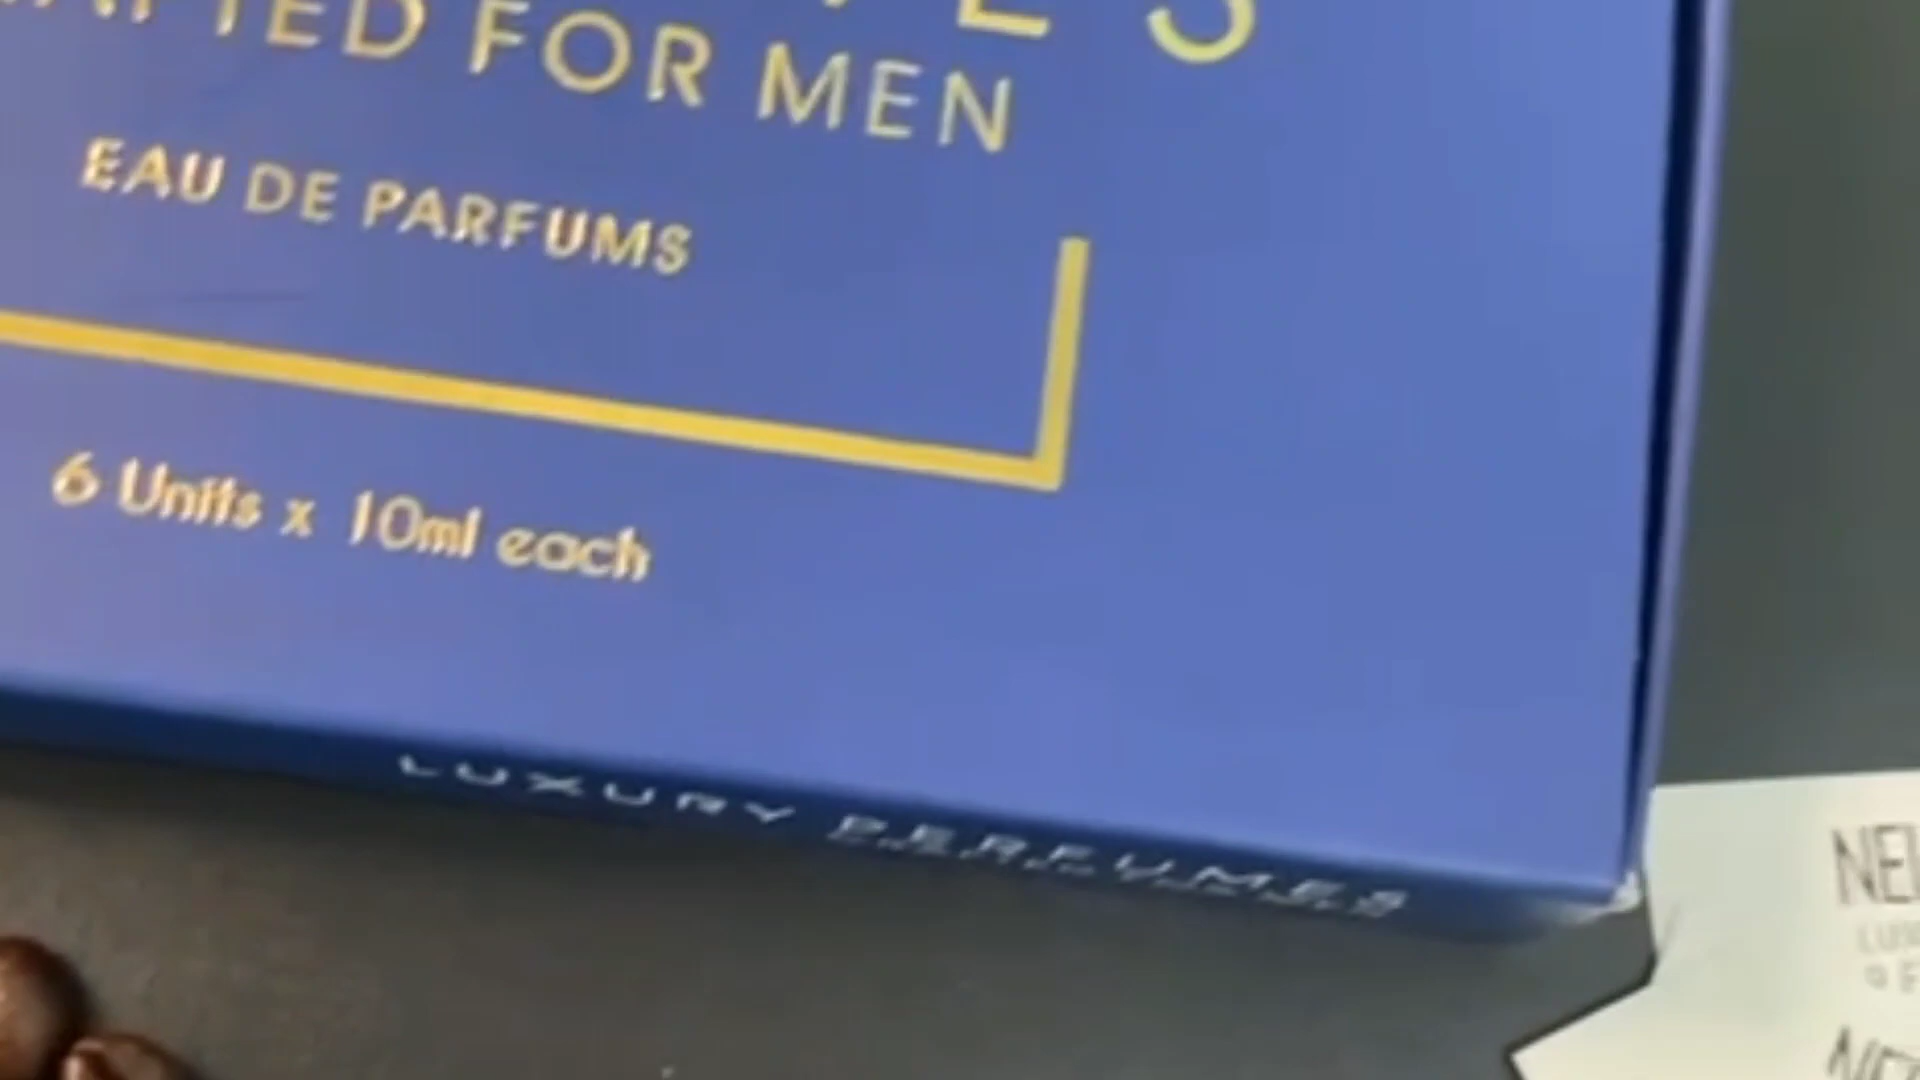 FOR MEN
EAU DE PARFUMS
6 Units x 10ml each
LUXURY PERFUMES